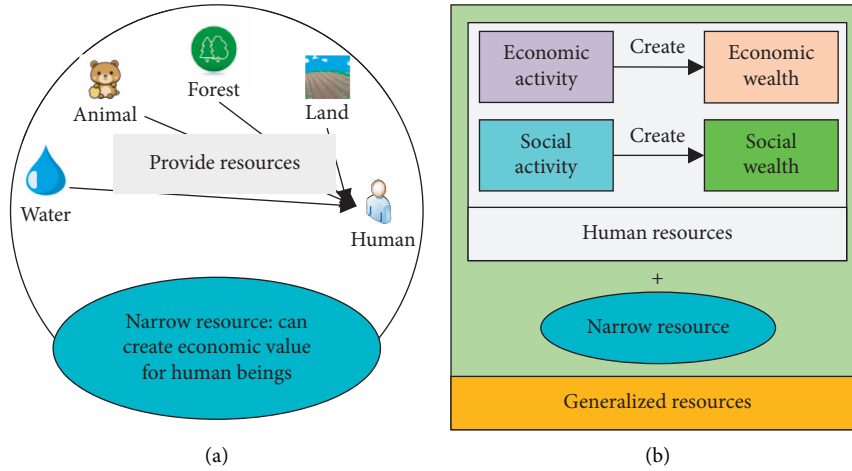 Forest
Animal
Land
Provide resources
Water
Human
Narrow resource: can
create economic value
for human beings
(a)
Economic
activity
Create
Economic
wealth
Social
activity
Create
Social
wealth
Human resources
+
Narrow resource
Generalized resources
(b)